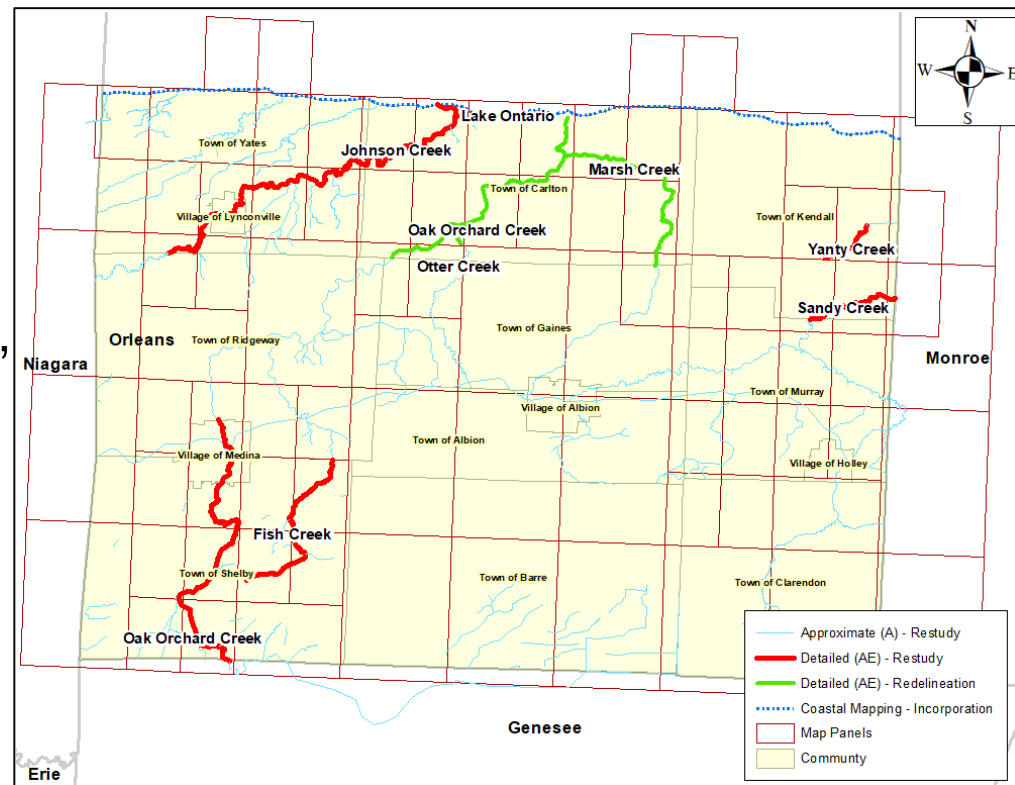 N
W E
S
Lake Ontario
Town of Yates
Johnson Creek
Marsh Creek
Town of Carlton
Village of Lynconville
Town of Kendall
Oak Orchard Creek
Yanty Creek
Otter Creek
Sandy Creek
Town of Gaines
Orleans
Town of Ridgeway
,
Niagara
Monroe
Town of Murray
Village of Albion
Town of Albion
Village of Medina
Village of Holley
Fish Creek
Town of Shelby
Town of Barre
Town of Clarendon
Oak Orchard Creek
Approximate (A) - Restudy
Detailed (AE) - Restudy
Detailed (AE) - Redelineation
Coastal Mapping - Incorporation
Map Panels
Communty
Genesee
Erie